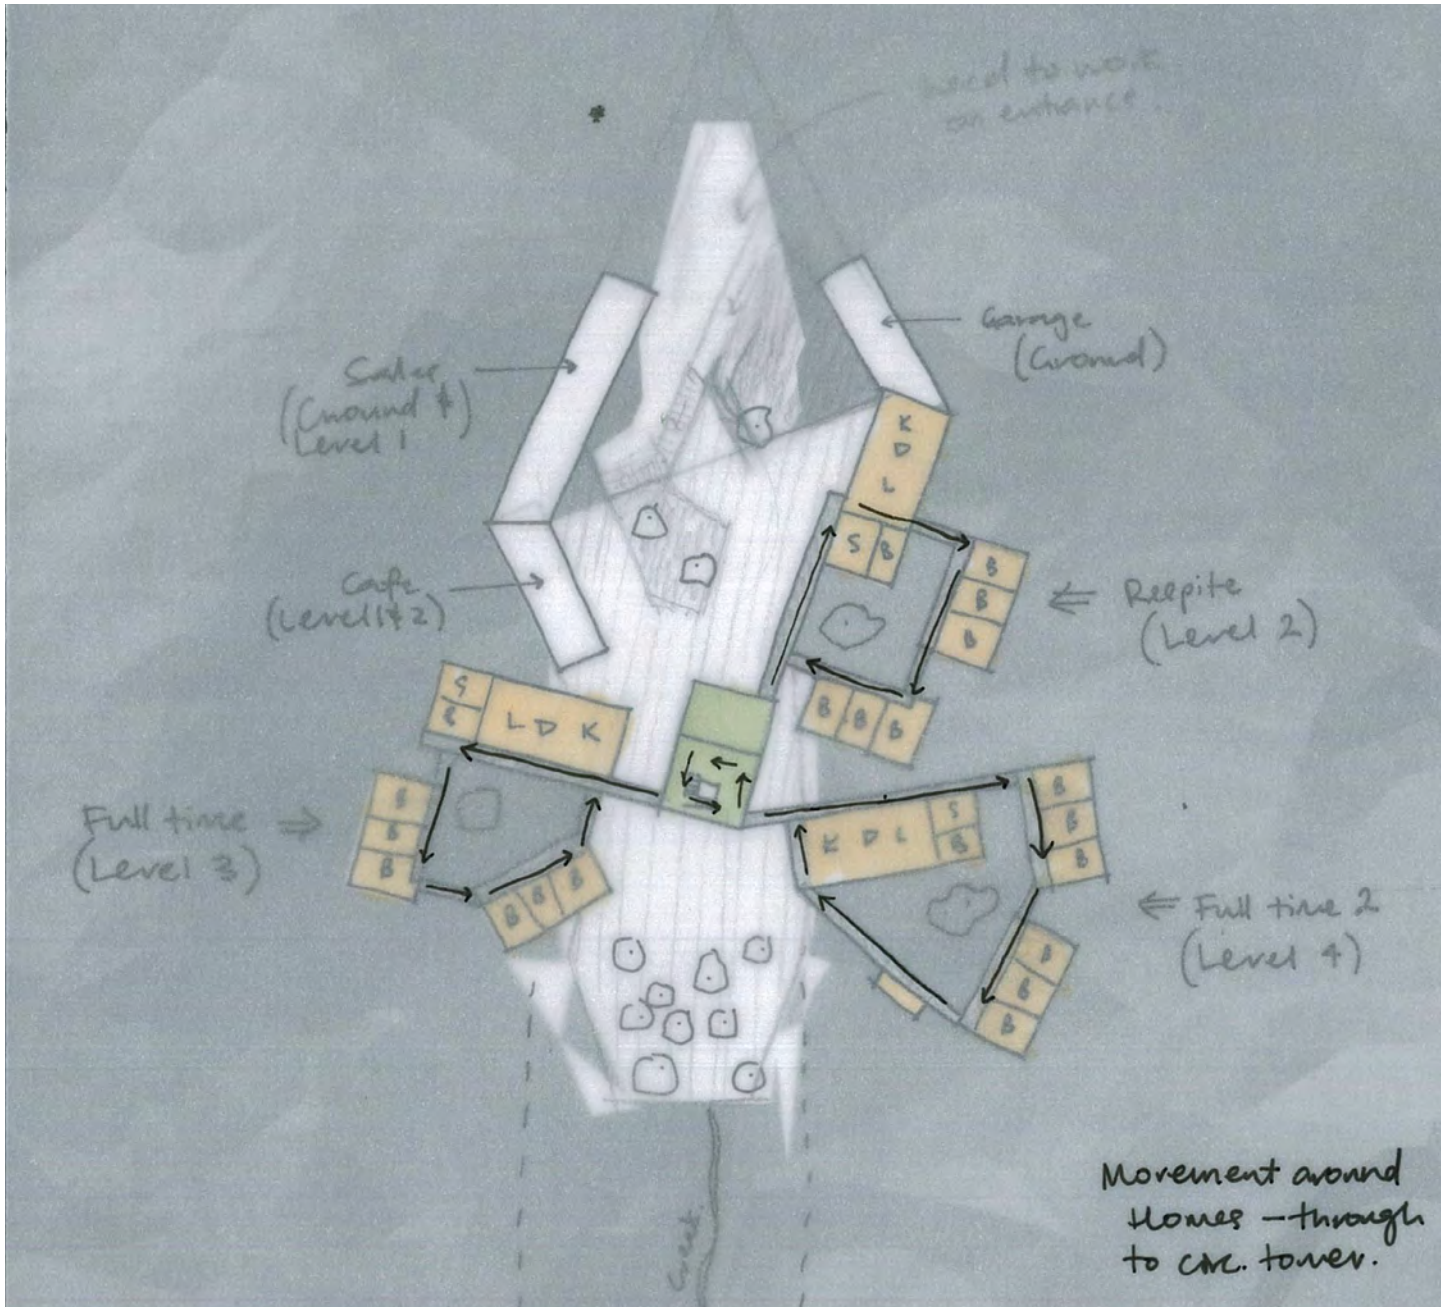 need to work
on entrance.
Garage
(Ground)
Sales
(Ground &
Level 1
K
D
L
S B
B
B
B
Cafe
(Level 1 & 2)
Respite
(Level 2)
S
B
L D K
B B B
Full time
(Level 3)
B
B
B
B B B
K D L
S
B
B
B
B
Full time 2
(Level 4)
B
B
B
Movement around
Homes – through
to circ. tower.